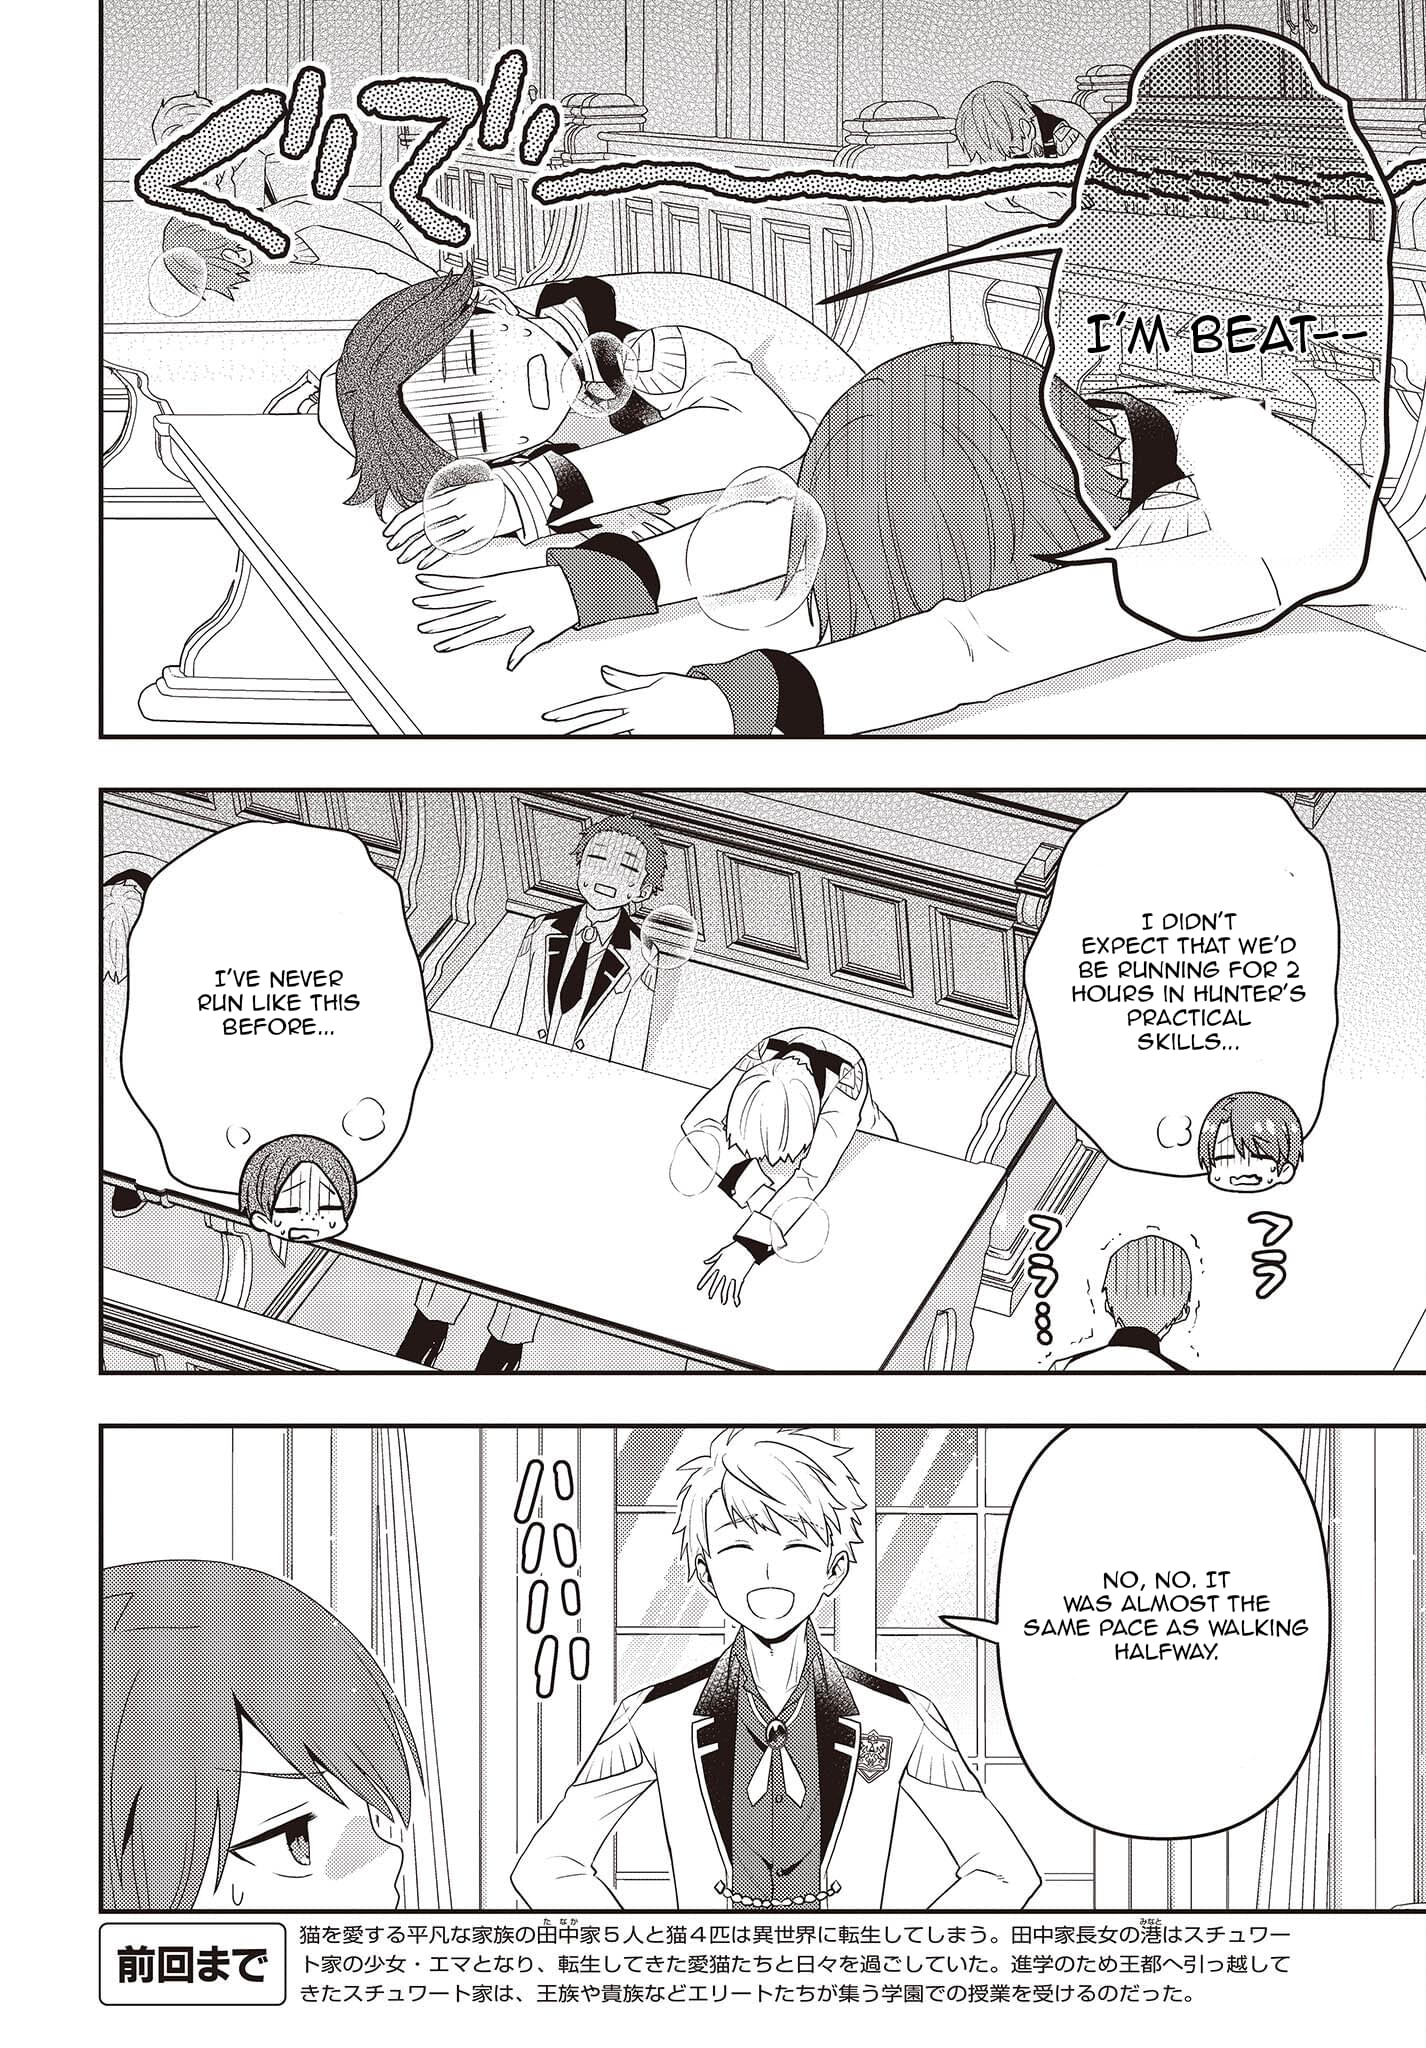 ぐでー
I'M BEAT--
I DIDN'T
EXPECT THAT WE'D
BE RUNNING FOR 2
HOURS IN HUNTER'S
PRACTICAL
SKILLS...
I'VE NEVER
RUN LIKE THIS
BEFORE...
フラ
フラ…
NO, NO. IT
WAS ALMOST THE
SAME PACE AS WALKING
HALFWAY.
ハハハハ
前回まで
猫を愛する平凡な家族の田中家５人と猫４匹は異世界に転生してしまう。田中家長女の港はスチュワー
ト家の少女・エマとなり、転生してきた愛猫たちと日々を過ごしていた。進学のため王都へ引っ越して
きたスチュワート家は、王族や貴族などエリートたちが集う学園での授業を受けるのだった。